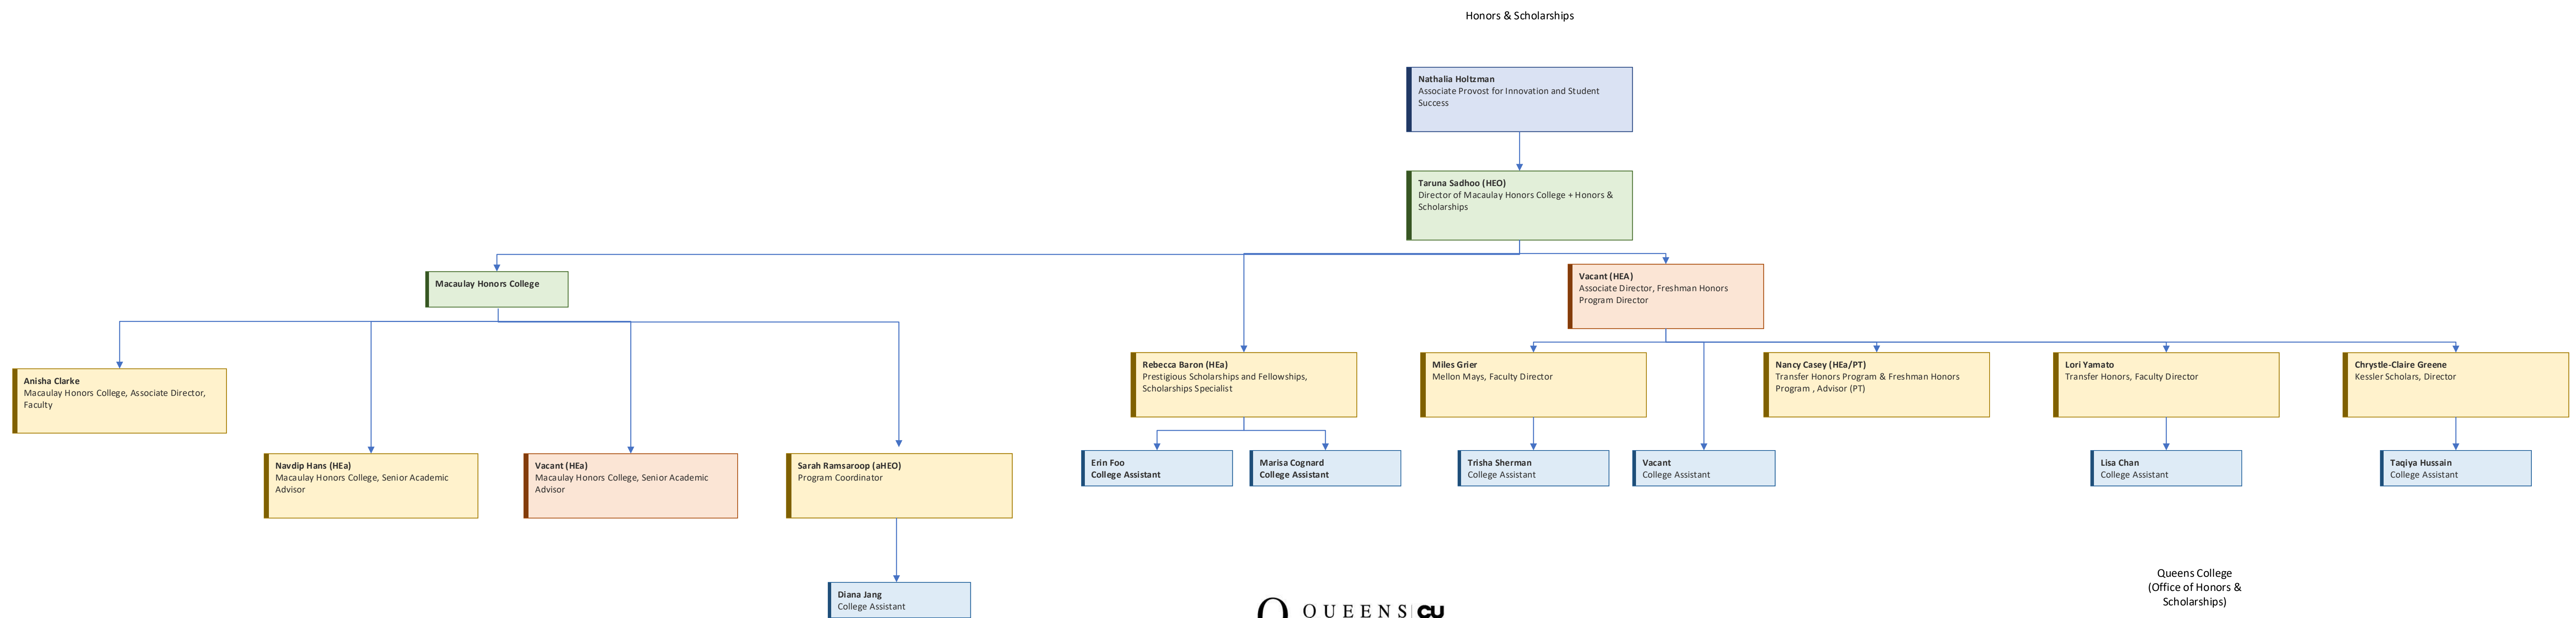 Honors & Scholarships
Nathalia Holtzman
Associate Provost for Innovation and Student
Success
Taruna Sadhoo (HEO)
Director of Macaulay Honors College + Honors &
Scholarships
Macaulay Honors College
Vacant (HEA)
Associate Director, Freshman Honors
Program Director
Anisha Clarke
Macaulay Honors College, Associate Director,
Faculty
Rebecca Baron (HEa)
Prestigious Scholarships and Fellowships,
Scholarships Specialist
Miles Grier
Mellon Mays, Faculty Director
Nancy Casey (HEa/PT)
Transfer Honors Program & Freshman Honors
Program , Advisor (PT)
Lori Yamato
Transfer Honors, Faculty Director
Chrystle-Claire Greene
Kessler Scholars, Director
Navdip Hans (HEa)
Macaulay Honors College, Senior Academic
Advisor
Vacant (HEa)
Macaulay Honors College, Senior Academic
Advisor
Sarah Ramsaroop (aHEO)
Program Coordinator
Erin Foo
College Assistant
Marisa Cognard
College Assistant
Trisha Sherman
College Assistant
Vacant
College Assistant
Lisa Chan
College Assistant
Taqiya Hussain
College Assistant
Diana Jang
College Assistant
QUEENS CU
Queens College
(Office of Honors &
Scholarships)